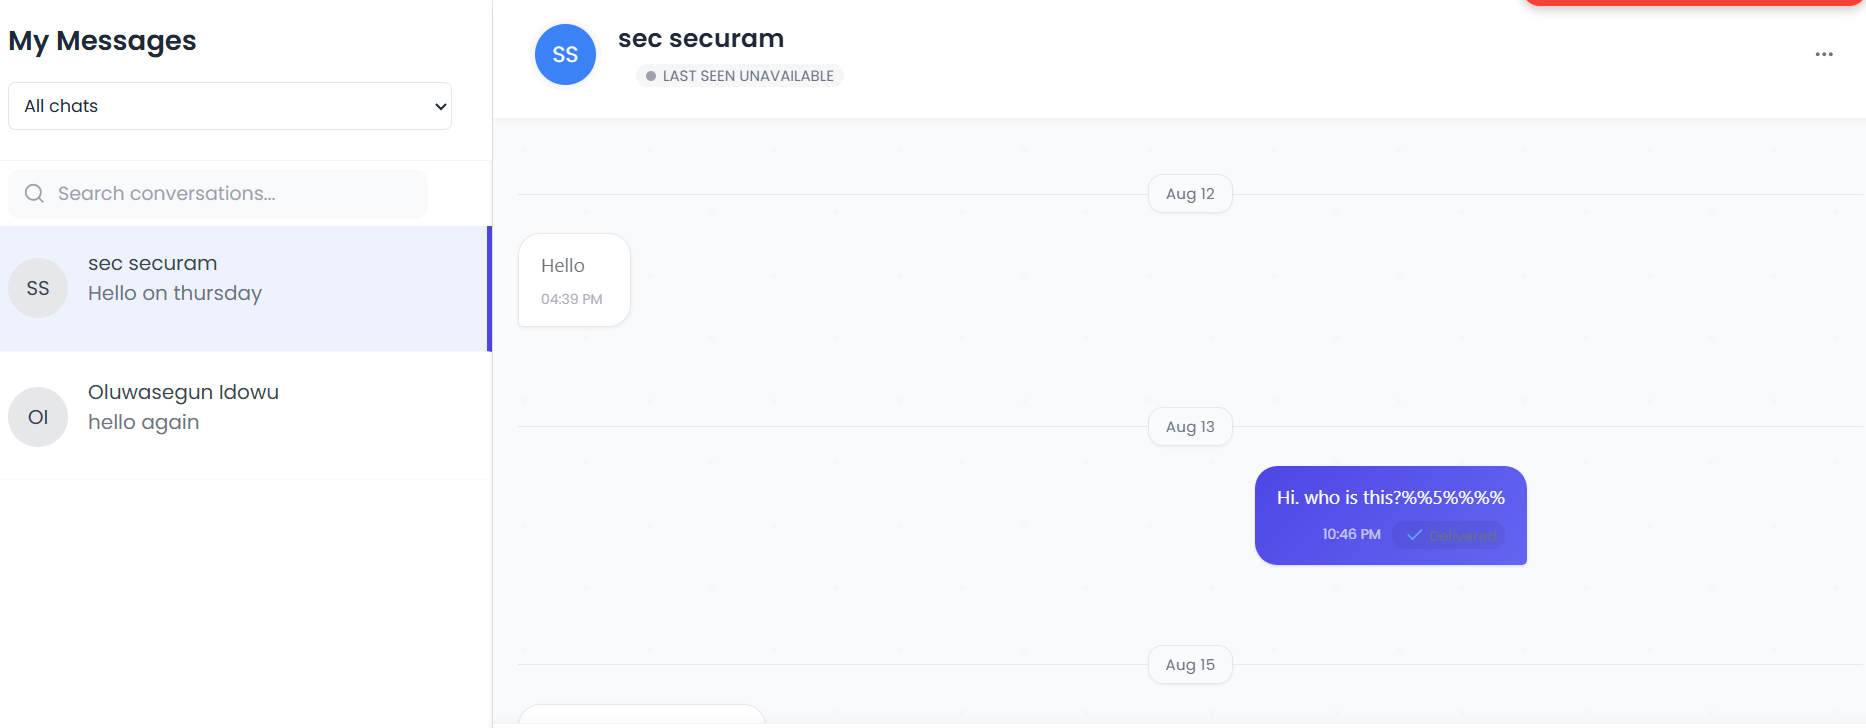 My Messages
All chats
Search conversations...
SS
sec securam
Hello on thursday
OI
Oluwasegun Idowu
hello again
SS
sec securam
LAST SEEN UNAVAILABLE
Aug 12
Hello
04:39 PM
Aug 13
Hi. who is this?%%5%%%%
10:46 PM Delivered
Aug 15